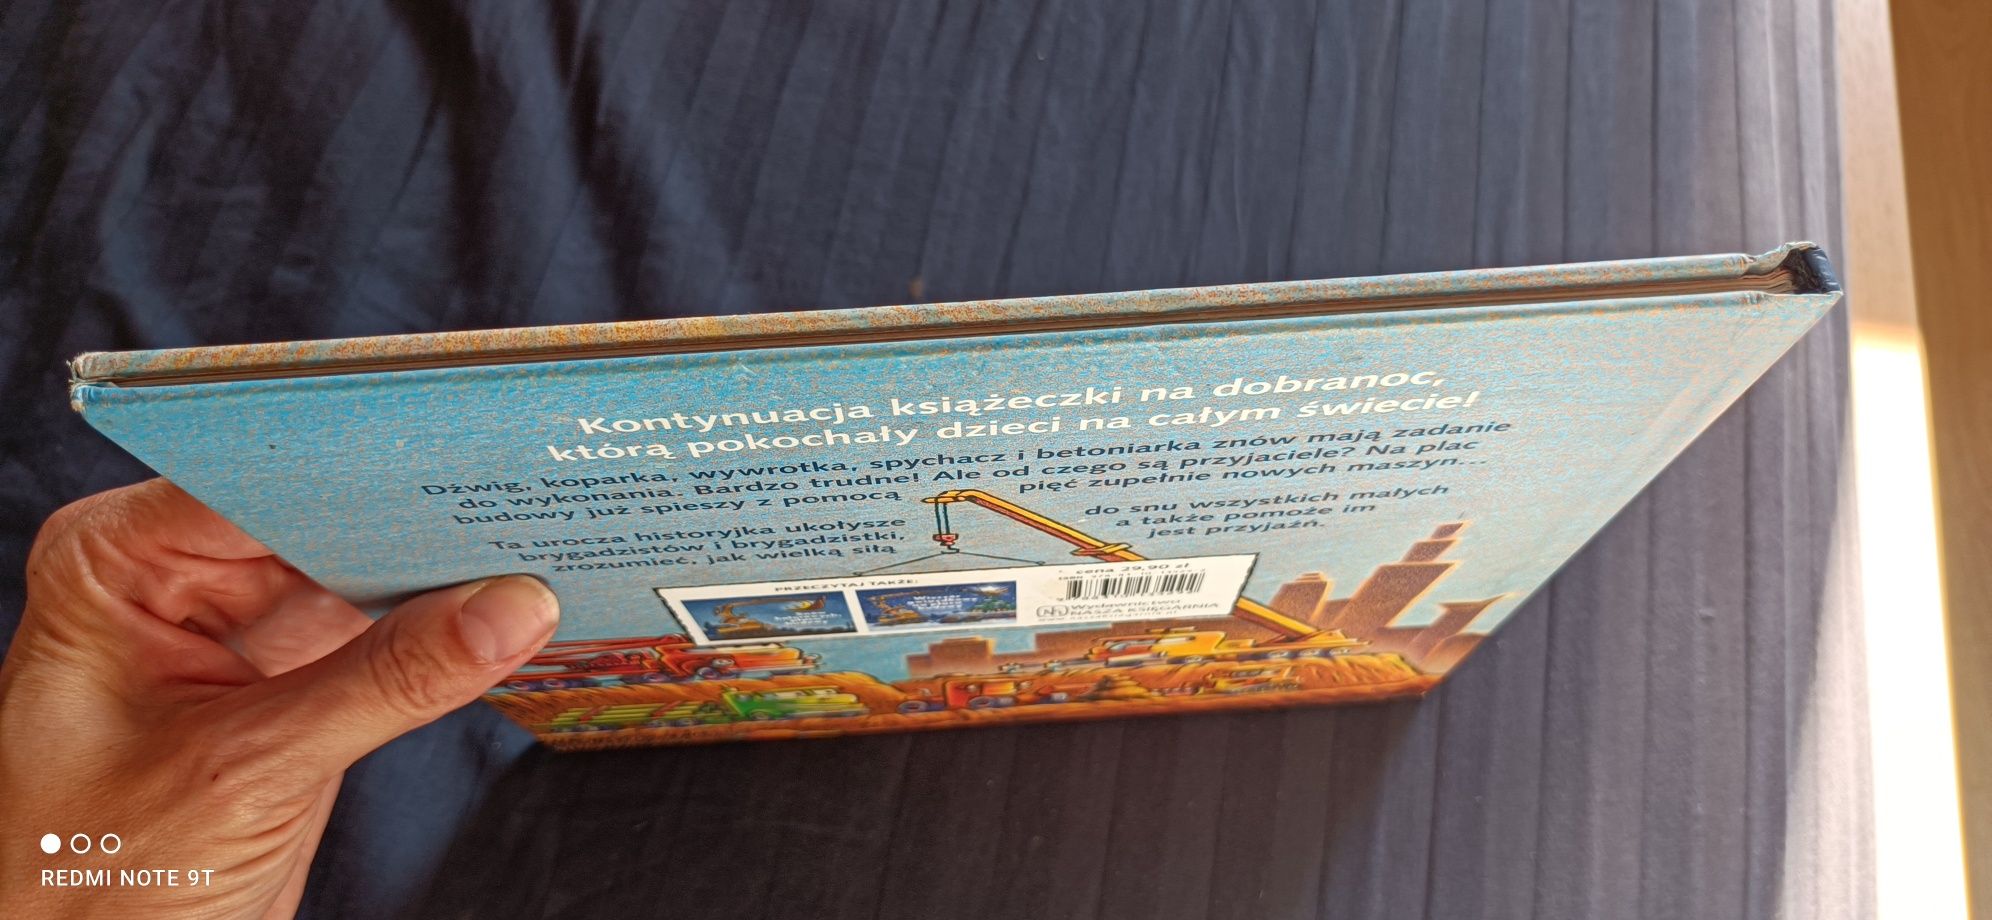 Kontynuacja książeczki na dobranoc,
którą pokochały dzieci na całym świecie!
Dźwig, koparka, wywrotka, spychacz i betoniarka znów mają zadanie
do wykonania. Bardzo trudne! Ale od czego są przyjaciele? Na plac
budowy już spieszy z pomocą pięć zupełnie nowych maszyn...
Ta urocza historyjka ukołysze do snu wszystkich małych
brygadzistów i brygadzistki, a także pomoże im
zrozumieć, jak wielką siłą jest przyjaźń.
PRZECZYTAJ TAKŻE:
cena 29,90 zł
ISBN
Wydawnictwo
NASZA KSIĘGARNIA
REDMI NOTE 9T